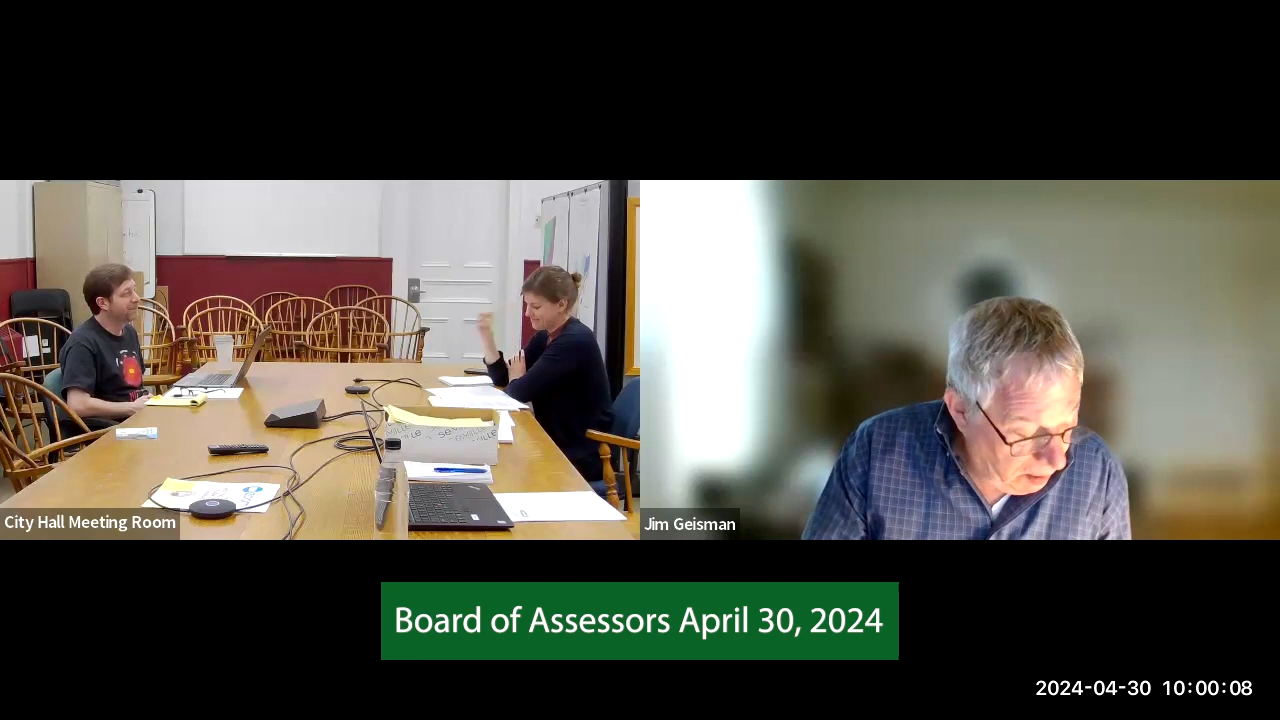 City Hall Meeting Room
Jim Geisman
Board of Assessors April 30, 2024
2024-04-30 10:00:08